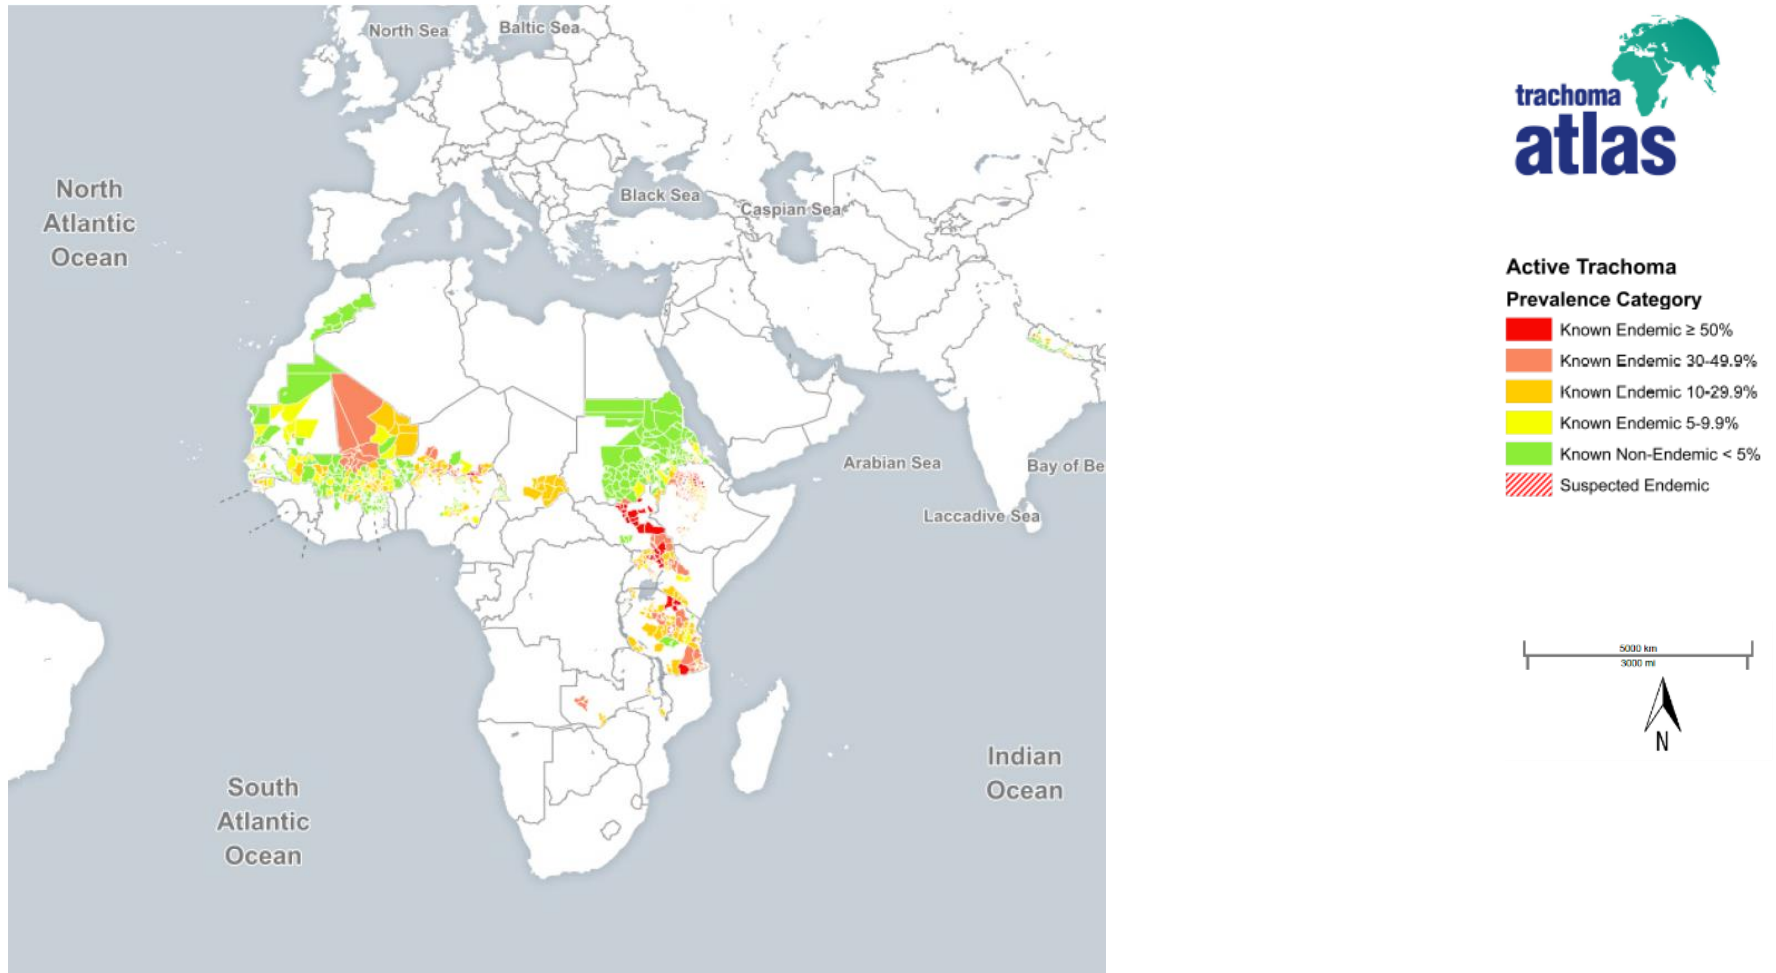 North Sea
Baltic Sea
North
Atlantic
Ocean
Black Sea
Caspian Sea
Arabian Sea
Bay of Be
Laccadive Sea
Indian
Ocean
South
Atlantic
Ocean
trachoma
atlas
Active Trachoma
Prevalence Category
Known Endemic ≥ 50%
Known Endemic 30-49.9%
Known Endemic 10-29.9%
Known Endemic 5-9.9%
Known Non-Endemic < 5%
Suspected Endemic
5000 km
3000 mi
N